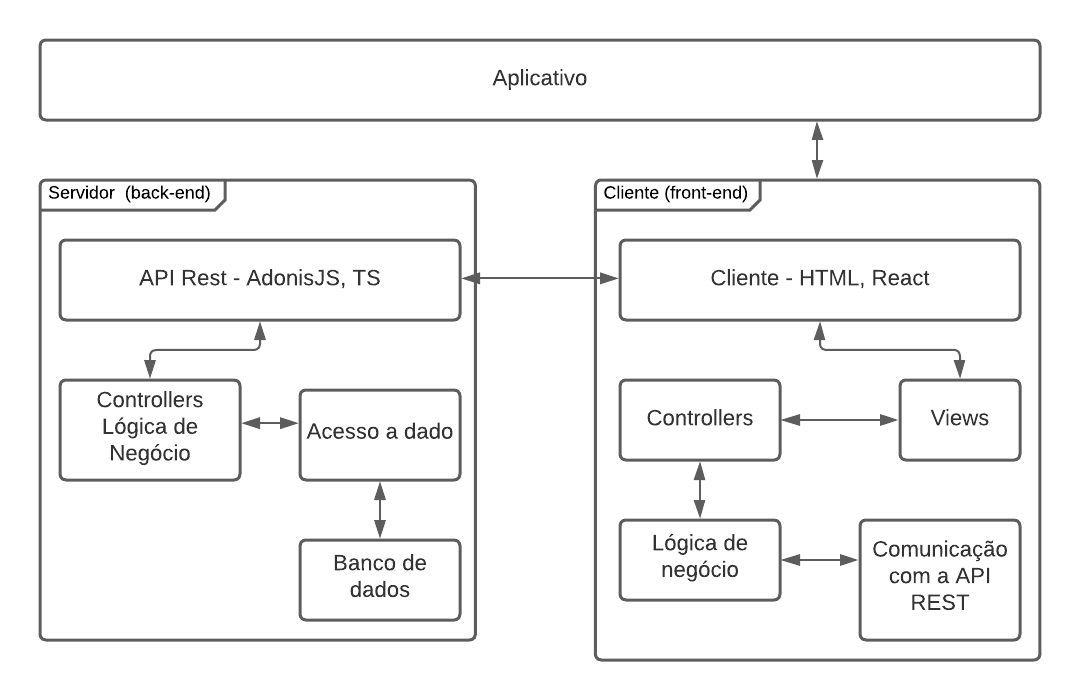 Aplicativo
Servidor (back-end)
API Rest - AdonisJS, TS
Controllers
Lógica de
Negócio
Acesso a dado
Banco de
dados
Cliente (front-end)
Cliente - HTML, React
Controllers
Views
Lógica de
negócio
Comunicação
com a API
REST